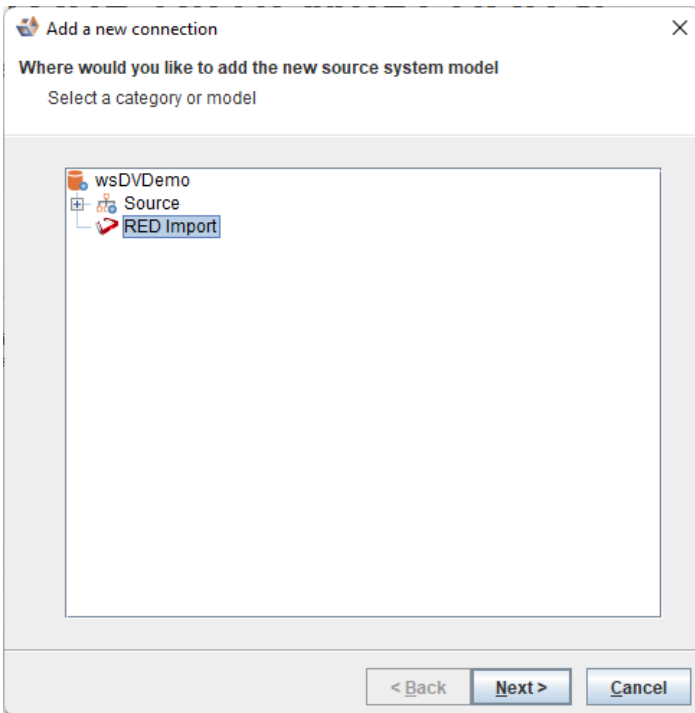 Add a new connection
Where would you like to add the new source system model
Select a category or model
wsDVDemo
Source
RED Import
< Back Next > Cancel